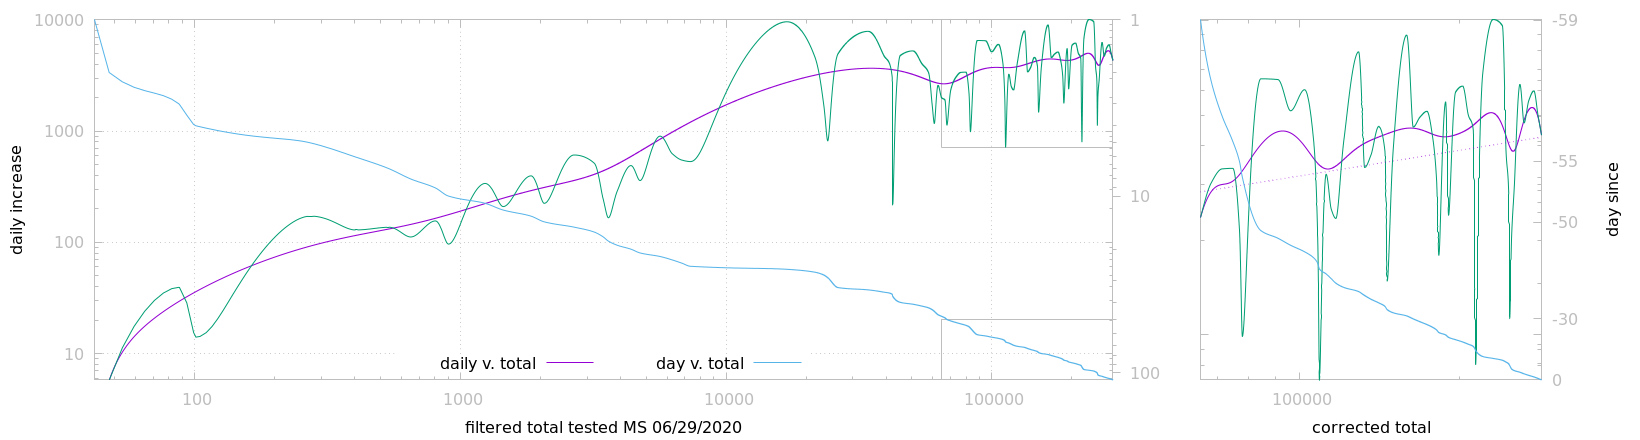 10000
1000
100
10
daily increase
100
1000
10000
100000
filtered total tested MS 06/29/2020
daily v. total
day v. total
1
10
100
100000
corrected total
-59
-55
-50
-30
0
day since